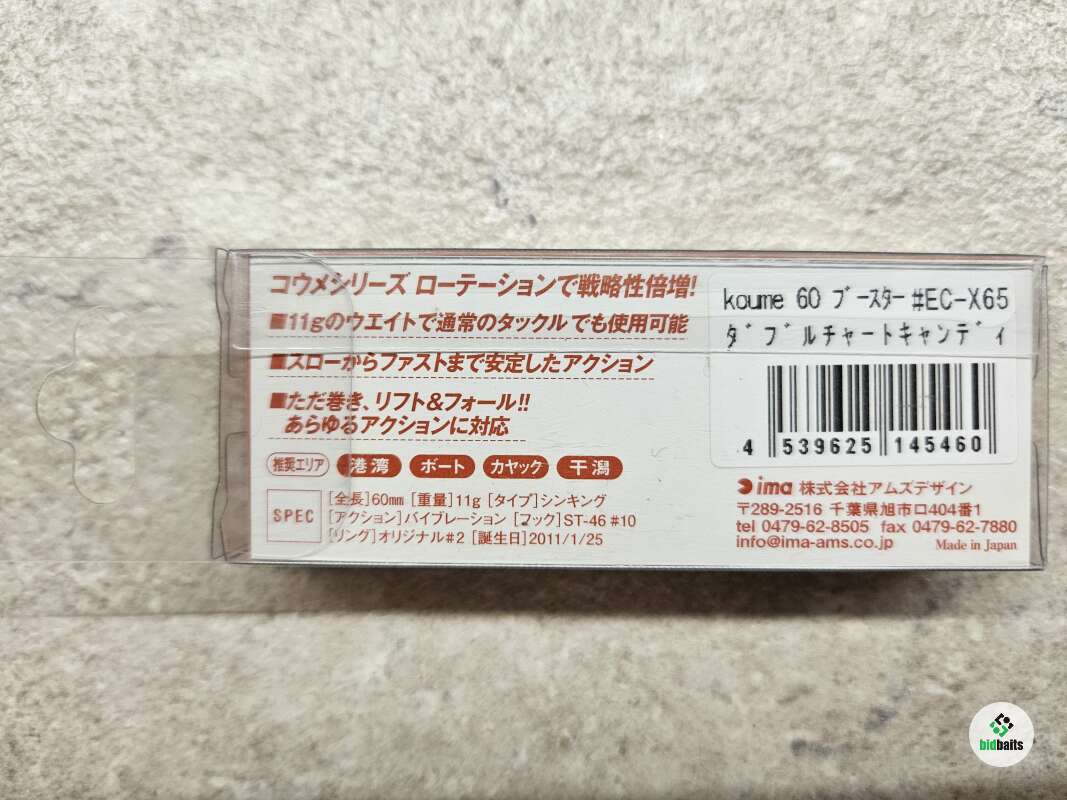 コウメシリーズ ローテーションで戦略性倍増!
■11gのウエイトで通常のタックルでも使用可能
■スローからファストまで安定したアクション
■ただ巻き、リフト&フォール!!
あらゆるアクションに対応
推奨エリア 港湾 ボート カヤック 干潟
SPEC
[全長]60mm [重量]11g [タイプ]シンキング
[アクション]バイブレーション [フック]ST-46 #10
[リング]オリジナル#2 [誕生日]2011/1/25
koume 60 ブースター #EC-X65
ダブルチャートキャンディ
4 539625 145460
ima 株式会社アムズデザイン
〒289-2516 千葉県旭市ロ404番1
tel 0479-62-8505 fax 0479-62-7880
info@ima-ams.co.jp Made in Japan
bidbaits